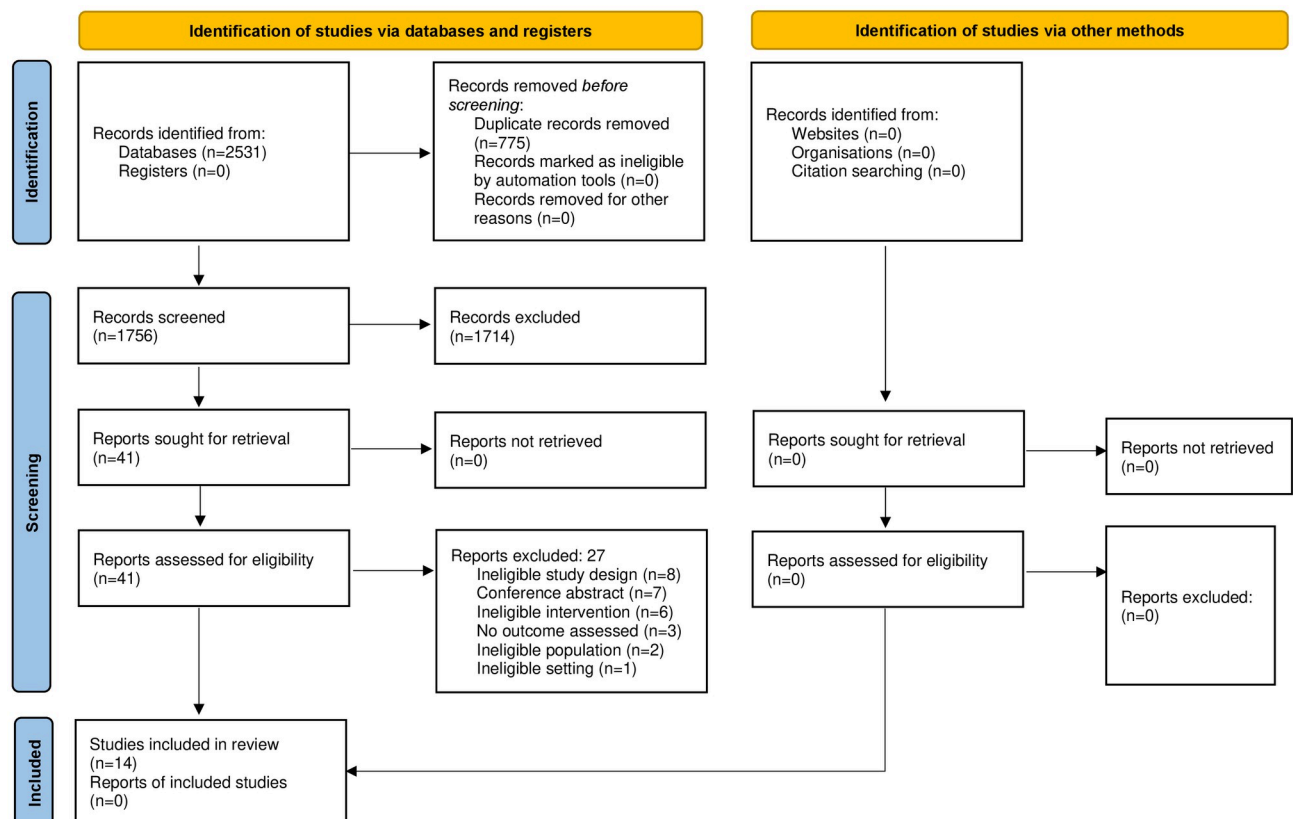 Identification of studies via databases and registers
Identification of studies via other methods
Identification
Records identified from:
Databases (n=2531)
Registers (n=0)
Records removed before
screening:
Duplicate records removed
(n=775)
Records marked as ineligible
by automation tools (n=0)
Records removed for other
reasons (n=0)
Records identified from:
Websites (n=0)
Organisations (n=0)
Citation searching (n=0)
Screening
Records screened
(n=1756)
Records excluded
(n=1714)
Reports sought for retrieval
(n=41)
Reports not retrieved
(n=0)
Reports sought for retrieval
(n=0)
Reports not retrieved
(n=0)
Reports assessed for eligibility
(n=41)
Reports excluded: 27
Ineligible study design (n=8)
Conference abstract (n=7)
Ineligible intervention (n=6)
No outcome assessed (n=3)
Ineligible population (n=2)
Ineligible setting (n=1)
Reports assessed for eligibility
(n=0)
Reports excluded:
(n=0)
Included
Studies included in review
(n=14)
Reports of included studies
(n=0)